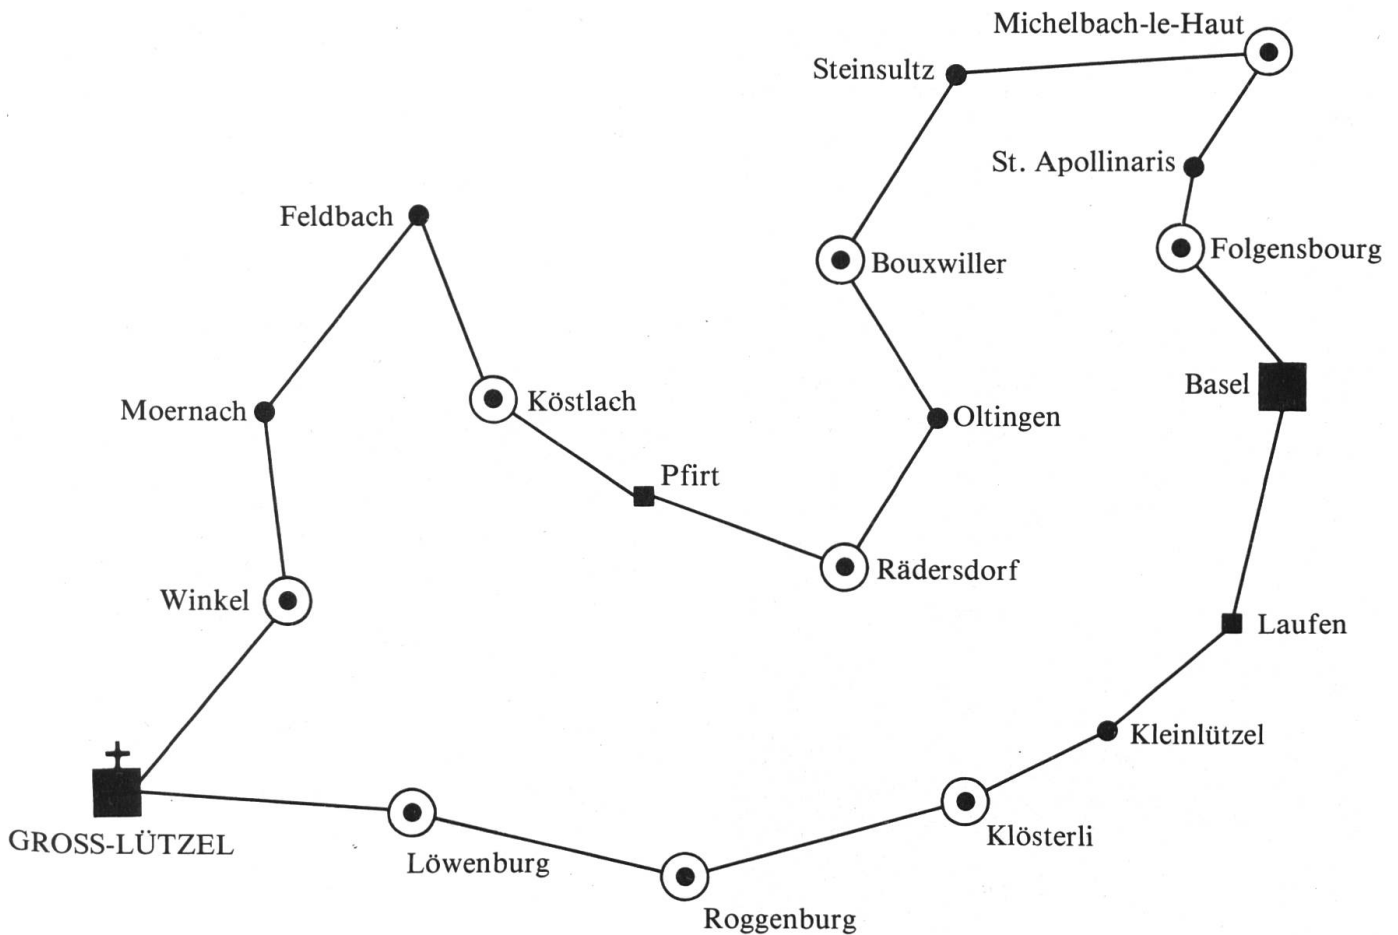 Michelbach-le-Haut
Steinsultz
St. Apollinaris
Feldbach
Folgensbourg
Bouxwiller
Basel
Köstlach
Moernach
Oltingen
Pfirt
Rädersdorf
Winkel
Laufen
Kleinlützel
Klösterli
GROSS-LÜTZEL
Löwenburg
Roggenburg